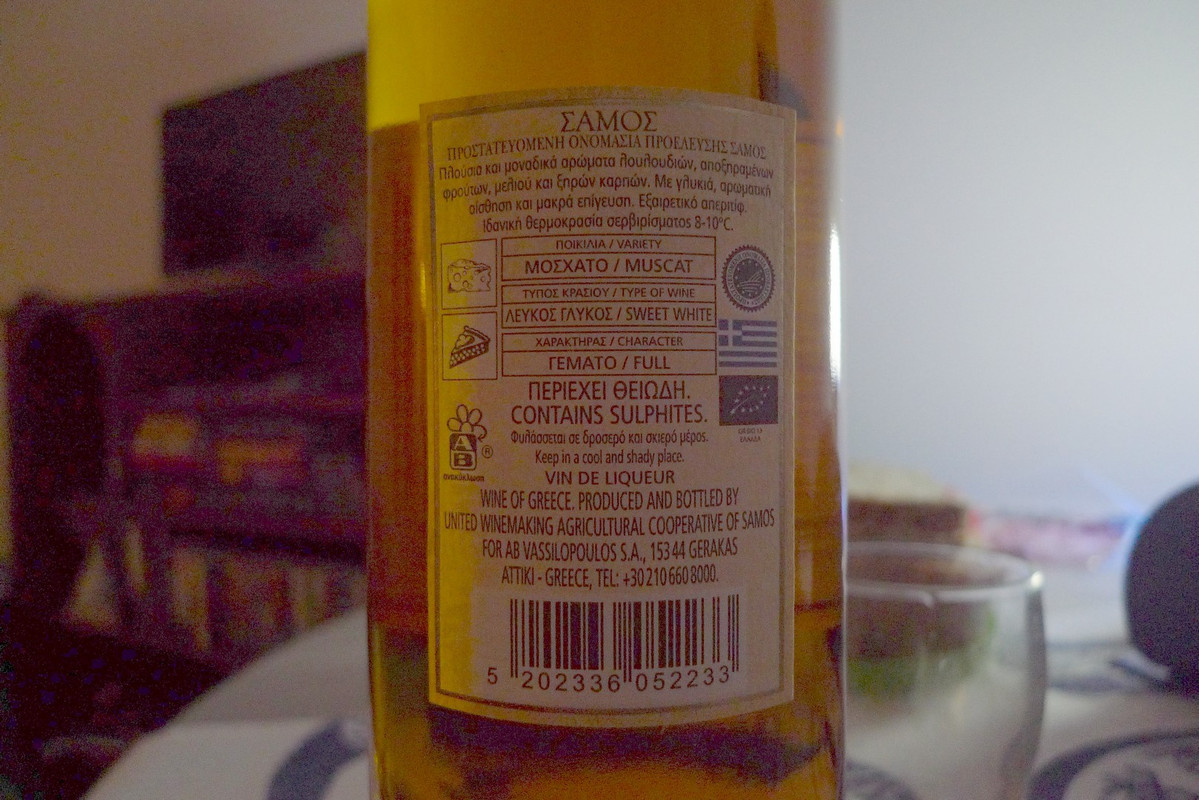 ΣΑΜΟΣ
ΠΡΟΣΤΑΤΕΥΟΜΕΝΗ ΟΝΟΜΑΣΙΑ ΠΡΟΕΛΕΥΣΗΣ ΣΑΜΟΣ
Πλούσια και μοναδικά αρώματα λουλουδιών, αποξηραμένων
φρούτων, μελιού και ξηρών καρπών. Με γλυκιά, αρωματική
αίσθηση και μακρά επίγευση. Εξαιρετικό απεριτίφ.
Ιδανική θερμοκρασία σερβιρίσματος 8-10°C.
ΠΟΙΚΙΛΙΑ / VARIETY
ΜΟΣΧΑΤΟ / MUSCAT
ΤΥΠΟΣ ΚΡΑΣΙΟΥ / TYPE OF WINE
ΛΕΥΚΟΣ ΓΛΥΚΟΣ / SWEET WHITE
ΧΑΡΑΚΤΗΡΑΣ / CHARACTER
ΓΕΜΑΤΟ / FULL
ΠΕΡΙΕΧΕΙ ΘΕΙΩΔΗ.
CONTAINS SULPHITES.
Φυλάσσεται σε δροσερό και σκιερό μέρος.
Keep in a cool and shady place.
AB ®
ανακύκλωση
VIN DE LIQUEUR
WINE OF GREECE. PRODUCED AND BOTTLED BY
UNITED WINEMAKING AGRICULTURAL COOPERATIVE OF SAMOS
FOR AB VASSILOPOULOS S.A., 153 44 GERAKAS
ATTIKI - GREECE, TEL: +30 210 660 8000.
5 202336 052233